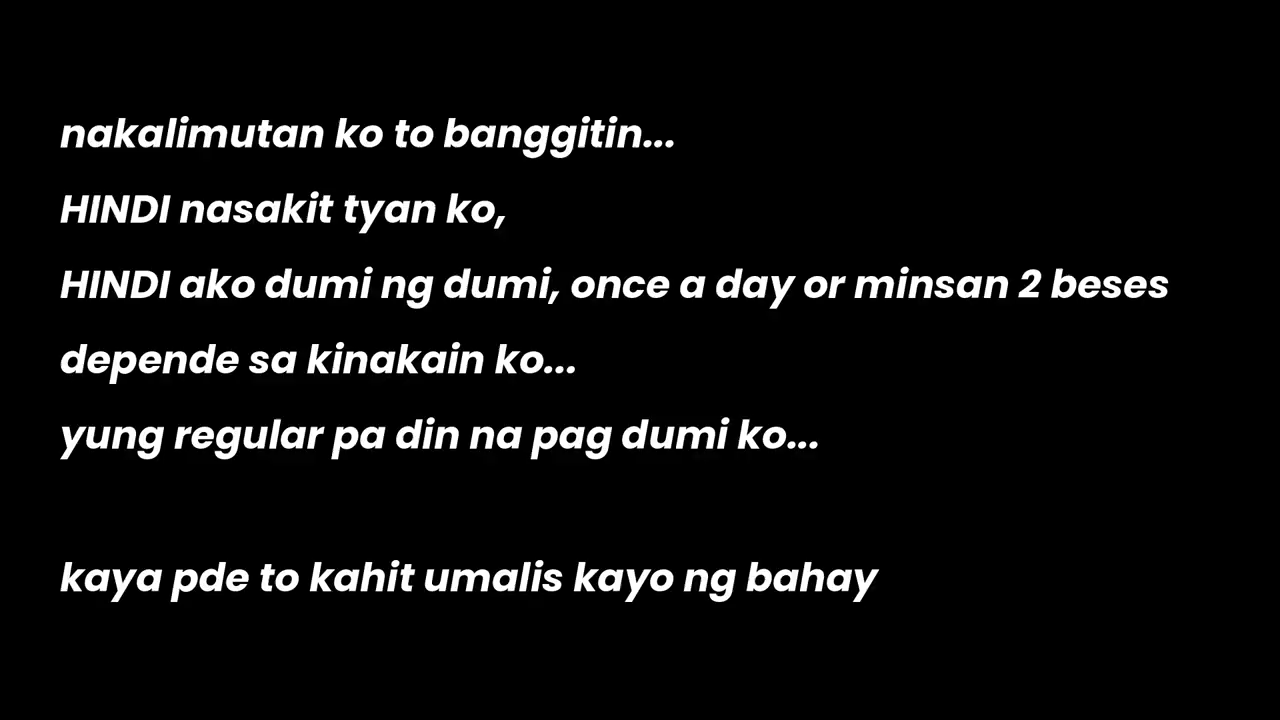 nakalimutan ko to banggitin...
HINDI nasakit tyan ko,
HINDI ako dumi ng dumi, once a day or minsan 2 beses
depende sa kinakain ko...
yung regular pa din na pag dumi ko...
kaya pde to kahit umalis kayo ng bahay